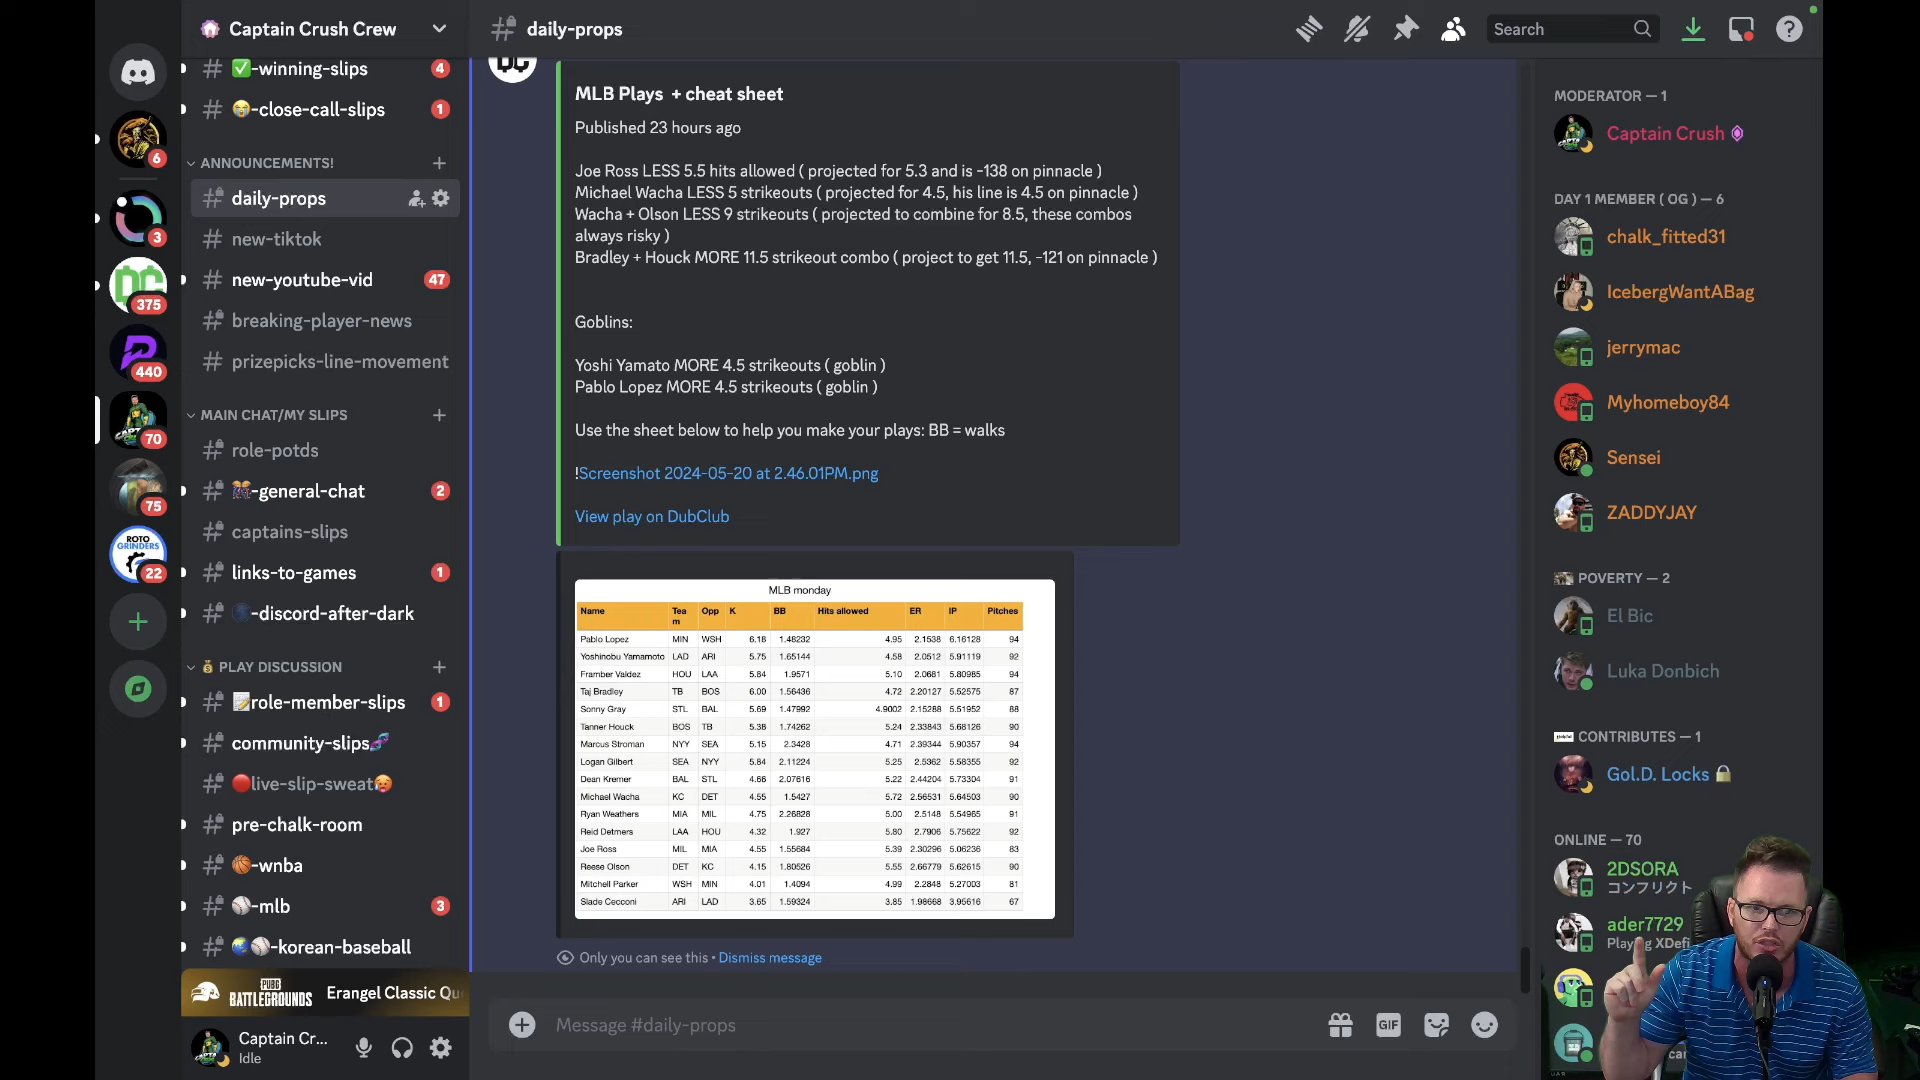 Captain Crush Crew
daily-props
Search
6
3
DC
375
440
70
75
ROTO
GRINDERS
22
✅-winning-slips
4
😭-close-call-slips
1
ANNOUNCEMENTS!
daily-props
new-tiktok
new-youtube-vid
47
breaking-player-news
prizepicks-line-movement
MAIN CHAT/MY SLIPS
role-potds
-general-chat
2
captains-slips
links-to-games
1
-discord-after-dark
💰 PLAY DISCUSSION
📝role-member-slips
1
community-slips
🔴live-slip-sweat🥵
pre-chalk-room
🏀-wnba
⚾-mlb
3
🌏⚾-korean-baseball
PUBG
BATTLEGROUNDS
Erangel Classic Qu
Captain Cr...
Idle
MLB Plays + cheat sheet
Published 23 hours ago
Joe Ross LESS 5.5 hits allowed ( projected for 5.3 and is -138 on pinnacle )
Michael Wacha LESS 5 strikeouts ( projected for 4.5, his line is 4.5 on pinnacle )
Wacha + Olson LESS 9 strikeouts ( projected to combine for 8.5, these combos
always risky )
Bradley + Houck MORE 11.5 strikeout combo ( project to get 11.5, -121 on pinnacle )
Goblins:
Yoshi Yamato MORE 4.5 strikeouts ( goblin )
Pablo Lopez MORE 4.5 strikeouts ( goblin )
Use the sheet below to help you make your plays: BB = walks
!Screenshot 2024-05-20 at 2.46.01PM.png
View play on DubClub
MLB monday
Name Team Opp K BB Hits allowed ER IP Pitches
Pablo Lopez MIN WSH 6.18 1.48232 4.95 2.1538 6.16128 94
Yoshinobu Yamamoto LAD ARI 5.75 1.65144 4.58 2.0512 5.91119 92
Framber Valdez HOU LAA 5.84 1.9571 5.10 2.0681 5.80985 94
Taj Bradley TB BOS 6.00 1.56436 4.72 2.20127 5.52575 87
Sonny Gray STL BAL 5.69 1.47992 4.9002 2.15288 5.51952 88
Tanner Houck BOS TB 5.38 1.74262 5.24 2.33843 5.68126 90
Marcus Stroman NYY SEA 5.15 2.3428 4.71 2.39344 5.90357 94
Logan Gilbert SEA NYY 5.84 2.11224 5.25 2.5362 5.58355 92
Dean Kremer BAL STL 4.66 2.07616 5.22 2.44204 5.73304 91
Michael Wacha KC DET 4.55 1.5427 5.72 2.56531 5.64503 90
Ryan Weathers MIA MIL 4.75 2.26828 5.00 2.5148 5.54965 91
Reid Detmers LAA HOU 4.32 1.927 5.80 2.7906 5.75622 92
Joe Ross MIL MIA 4.55 1.55684 5.39 2.30296 5.06236 83
Reese Olson DET KC 4.15 1.80526 5.55 2.66779 5.62615 90
Mitchell Parker WSH MIN 4.01 1.4094 4.99 2.2848 5.27003 81
Slade Cecconi ARI LAD 3.65 1.59324 3.85 1.98668 3.95616 67
Only you can see this • Dismiss message
Message #daily-props
GIF
MODERATOR — 1
Captain Crush
DAY 1 MEMBER ( OG ) — 6
chalk_fitted31
IcebergWantABag
jerrymac
Myhomeboy84
Sensei
ZADDYJAY
POVERTY — 2
El Bic
Luka Donbich
CONTRIBUTES — 1
Gol.D. Locks 🔒
ONLINE — 70
2DSORA
コンフリクト
ader7729
XDefi